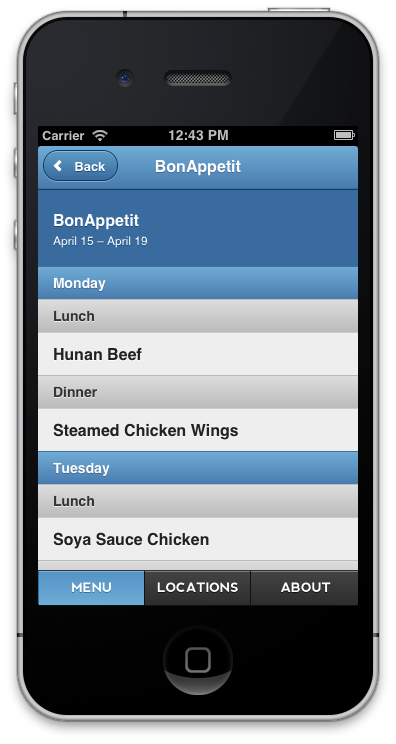 Carrier 12:43 PM
Back BonAppetit
BonAppetit
April 15 – April 19
Monday
Lunch
Hunan Beef
Dinner
Steamed Chicken Wings
Tuesday
Lunch
Soya Sauce Chicken
MENU LOCATIONS ABOUT